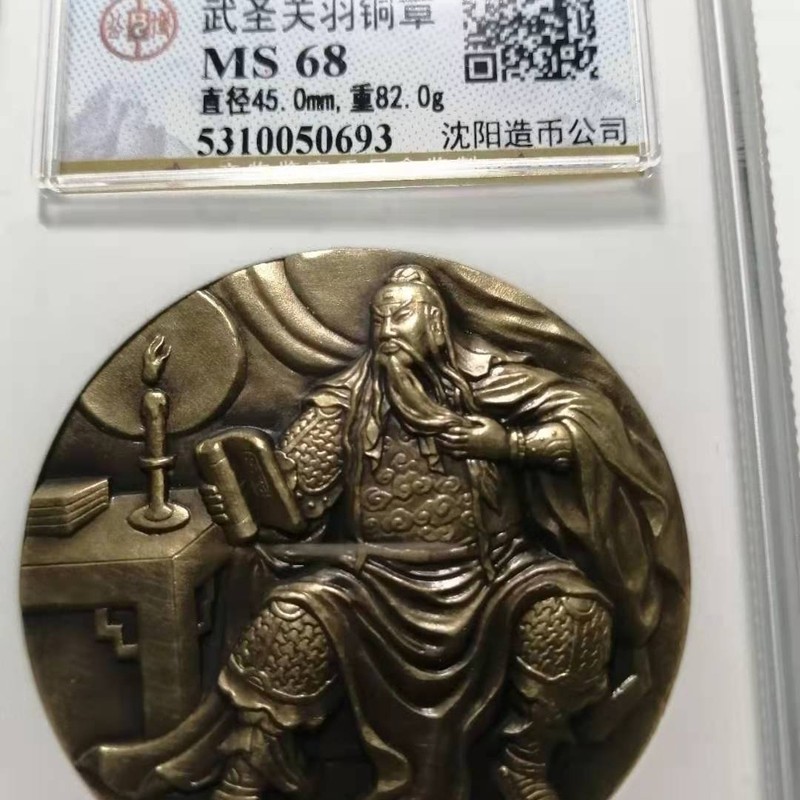 武圣关羽铜章
MS 68
直径45.0mm,重82.0g
5310050693 沈阳造币公司